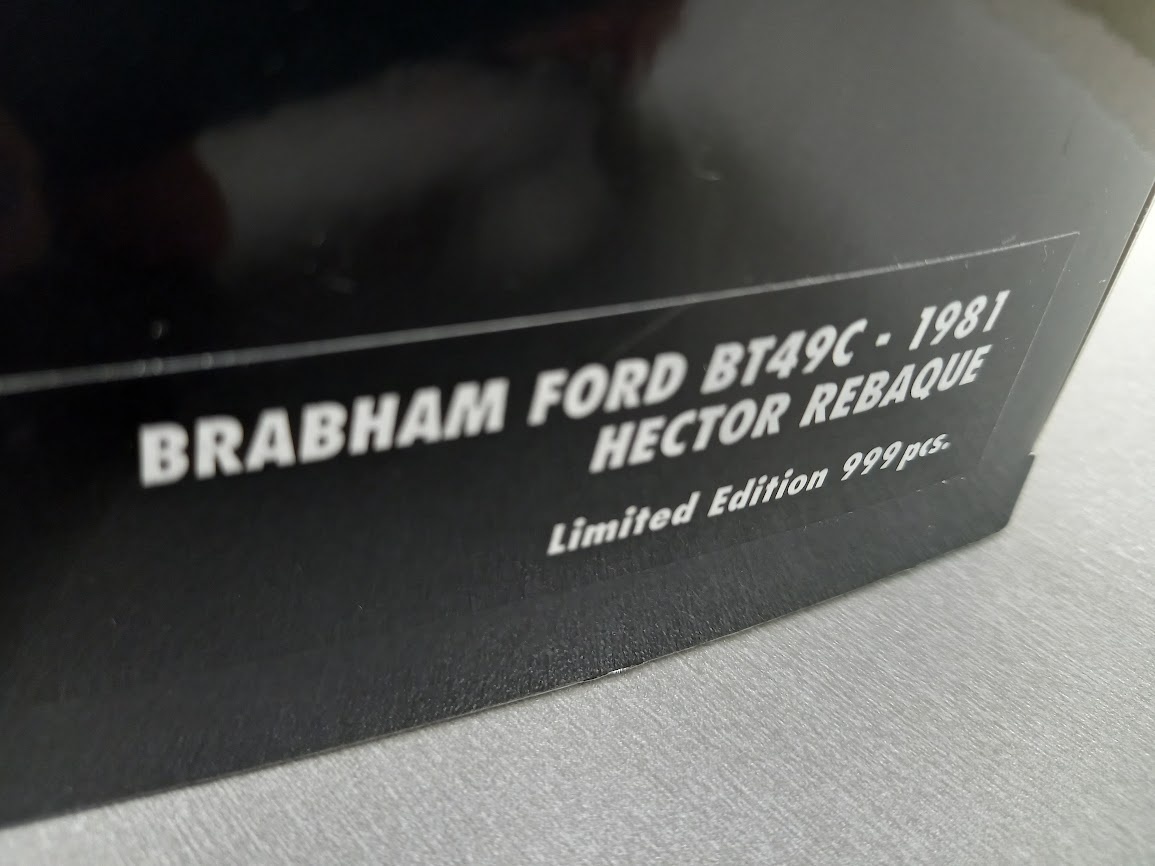 BRABHAM FORD BT49C - 1981
HECTOR REBAQUE
Limited Edition 999pcs.